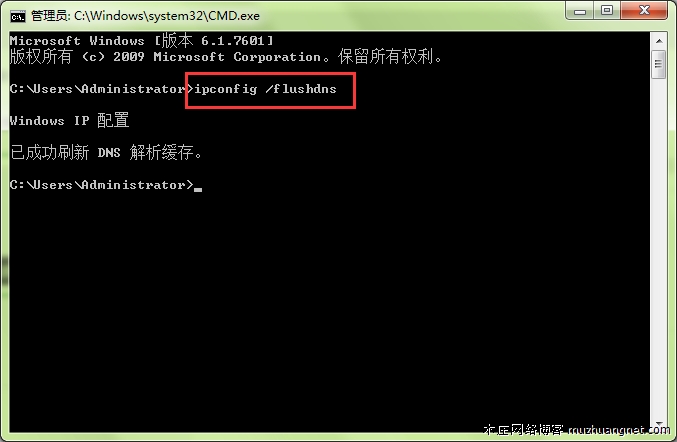 管理员: C:\Windows\system32\CMD.exe
Microsoft Windows [版本 6.1.7601]
版权所有 (c) 2009 Microsoft Corporation。保留所有权利。
C:\Users\Administrator>ipconfig /flushdns
Windows IP 配置
已成功刷新 DNS 解析缓存。
C:\Users\Administrator>_
木庄网络博客 muzhuangnet.com